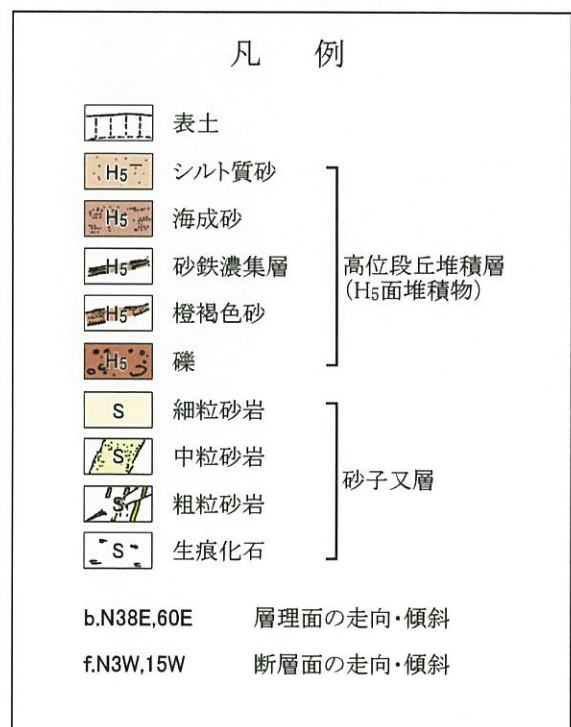 凡 例
表土
H5 シルト質砂
H5 海成砂
H5 砂鉄濃集層
H5 橙褐色砂
H5 礫
高位段丘堆積層
(H5面堆積物)
S 細粒砂岩
S 中粒砂岩
S 粗粒砂岩
S 生痕化石
砂子又層
b.N38E,60E 層理面の走向・傾斜
f.N3W,15W 断層面の走向・傾斜